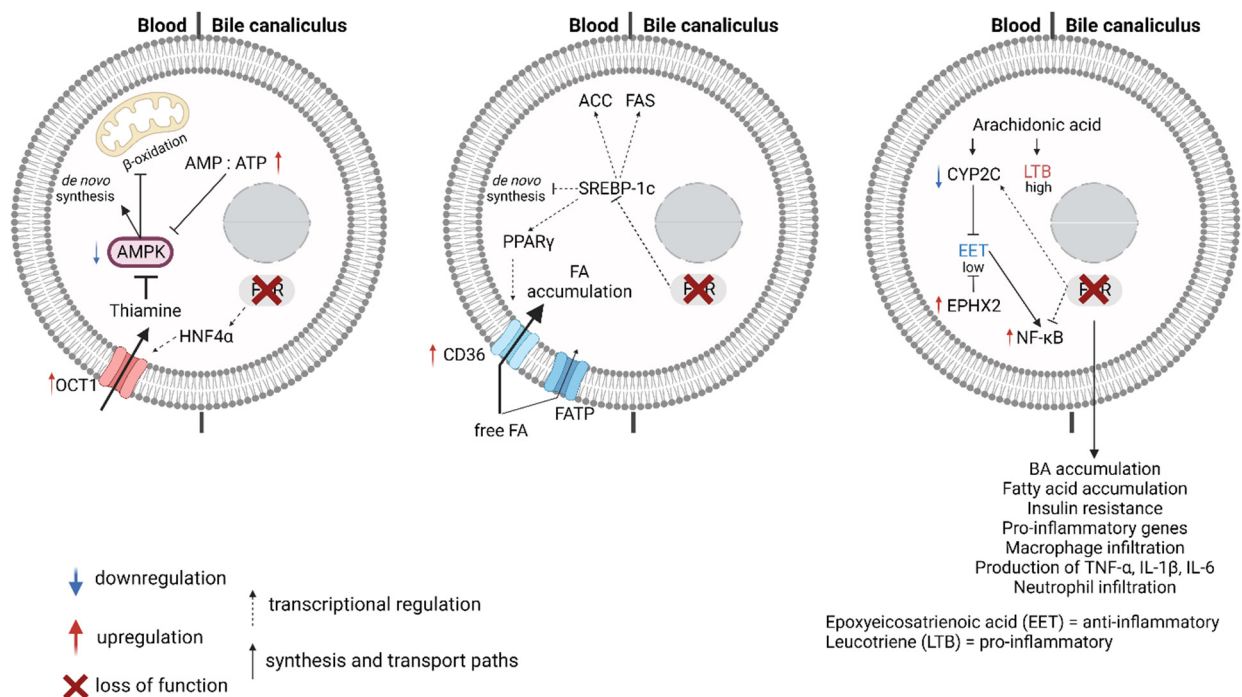 Blood
Bile canaliculus
β-oxidation
AMP : ATP
de novo
synthesis
AMPK
Thiamine
HNF4α
OCT1
Blood
Bile canaliculus
ACC
FAS
de novo
synthesis
SREBP-1c
PPARγ
FA
accumulation
CD36
FATP
free FA
Blood
Bile canaliculus
Arachidonic acid
CYP2C
LTB
high
EET
low
EPHX2
NF-κB
BA accumulation
Fatty acid accumulation
Insulin resistance
Pro-inflammatory genes
Macrophage infiltration
Production of TNF-α, IL-1β, IL-6
Neutrophil infiltration
Epoxyeicosatrienoic acid (EET) = anti-inflammatory
Leucotriene (LTB) = pro-inflammatory
downregulation
upregulation
loss of function
transcriptional regulation
synthesis and transport paths